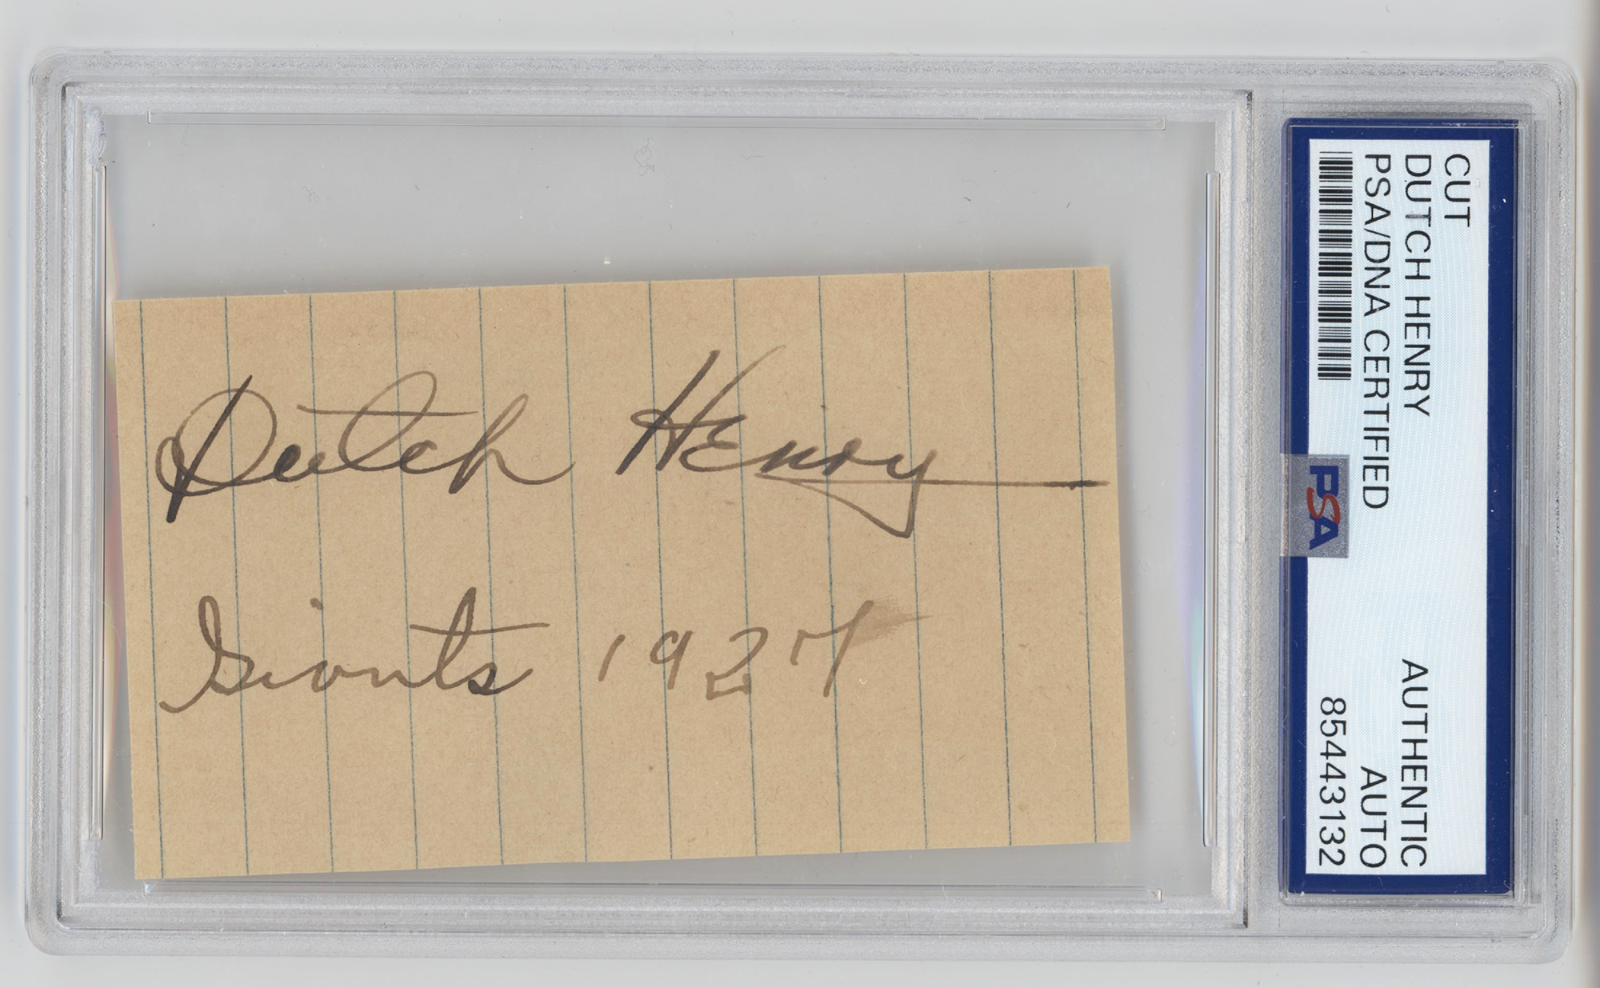 Dutch Henry
Giants 1927
CUT
DUTCH HENRY
PSA/DNA CERTIFIED
AUTHENTIC
AUTO
85443132
PSA